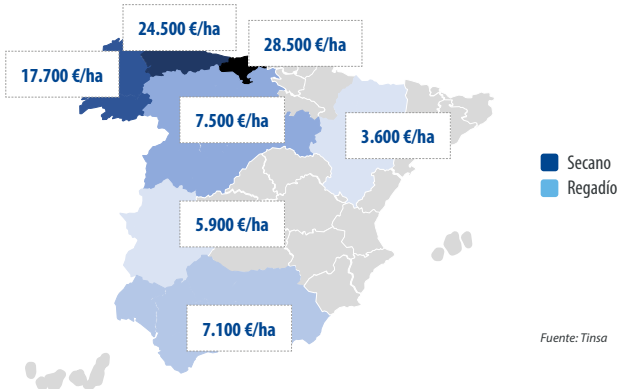 24.500 €/ha
28.500 €/ha
17.700 €/ha
7.500 €/ha
3.600 €/ha
Secano
Regadío
5.900 €/ha
7.100 €/ha
Fuente: Tinsa